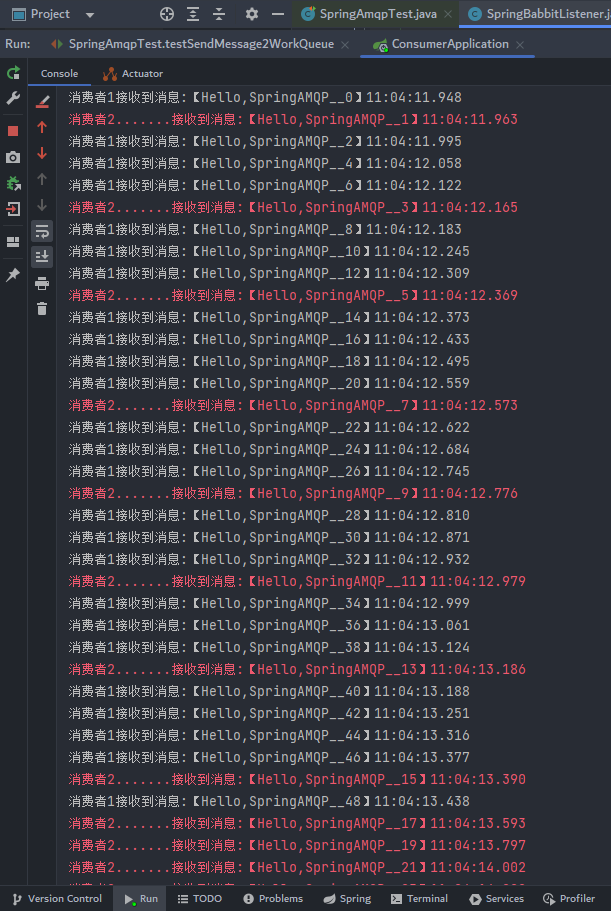 Project SpringAmqpTest.java SpringBabbitListener.j
Run: SpringAmqpTest.testSendMessage2WorkQueue ConsumerApplication
Console Actuator
消费者1接收到消息:【Hello,SpringAMQP__0】11:04:11.948
消费者2.......接收到消息:【Hello,SpringAMQP__1】11:04:11.963
消费者1接收到消息:【Hello,SpringAMQP__2】11:04:11.995
消费者1接收到消息:【Hello,SpringAMQP__4】11:04:12.058
消费者1接收到消息:【Hello,SpringAMQP__6】11:04:12.122
消费者2.......接收到消息:【Hello,SpringAMQP__3】11:04:12.165
消费者1接收到消息:【Hello,SpringAMQP__8】11:04:12.183
消费者1接收到消息:【Hello,SpringAMQP__10】11:04:12.245
消费者1接收到消息:【Hello,SpringAMQP__12】11:04:12.309
消费者2.......接收到消息:【Hello,SpringAMQP__5】11:04:12.369
消费者1接收到消息:【Hello,SpringAMQP__14】11:04:12.373
消费者1接收到消息:【Hello,SpringAMQP__16】11:04:12.433
消费者1接收到消息:【Hello,SpringAMQP__18】11:04:12.495
消费者1接收到消息:【Hello,SpringAMQP__20】11:04:12.559
消费者2.......接收到消息:【Hello,SpringAMQP__7】11:04:12.573
消费者1接收到消息:【Hello,SpringAMQP__22】11:04:12.622
消费者1接收到消息:【Hello,SpringAMQP__24】11:04:12.684
消费者1接收到消息:【Hello,SpringAMQP__26】11:04:12.745
消费者2.......接收到消息:【Hello,SpringAMQP__9】11:04:12.776
消费者1接收到消息:【Hello,SpringAMQP__28】11:04:12.810
消费者1接收到消息:【Hello,SpringAMQP__30】11:04:12.871
消费者1接收到消息:【Hello,SpringAMQP__32】11:04:12.932
消费者2.......接收到消息:【Hello,SpringAMQP__11】11:04:12.979
消费者1接收到消息:【Hello,SpringAMQP__34】11:04:12.999
消费者1接收到消息:【Hello,SpringAMQP__36】11:04:13.061
消费者1接收到消息:【Hello,SpringAMQP__38】11:04:13.124
消费者2.......接收到消息:【Hello,SpringAMQP__13】11:04:13.186
消费者1接收到消息:【Hello,SpringAMQP__40】11:04:13.188
消费者1接收到消息:【Hello,SpringAMQP__42】11:04:13.251
消费者1接收到消息:【Hello,SpringAMQP__44】11:04:13.316
消费者1接收到消息:【Hello,SpringAMQP__46】11:04:13.377
消费者2.......接收到消息:【Hello,SpringAMQP__15】11:04:13.390
消费者1接收到消息:【Hello,SpringAMQP__48】11:04:13.438
消费者2.......接收到消息:【Hello,SpringAMQP__17】11:04:13.593
消费者2.......接收到消息:【Hello,SpringAMQP__19】11:04:13.797
消费者2.......接收到消息:【Hello,SpringAMQP__21】11:04:14.002
Version Control Run TODO Problems Spring Terminal Services Profiler